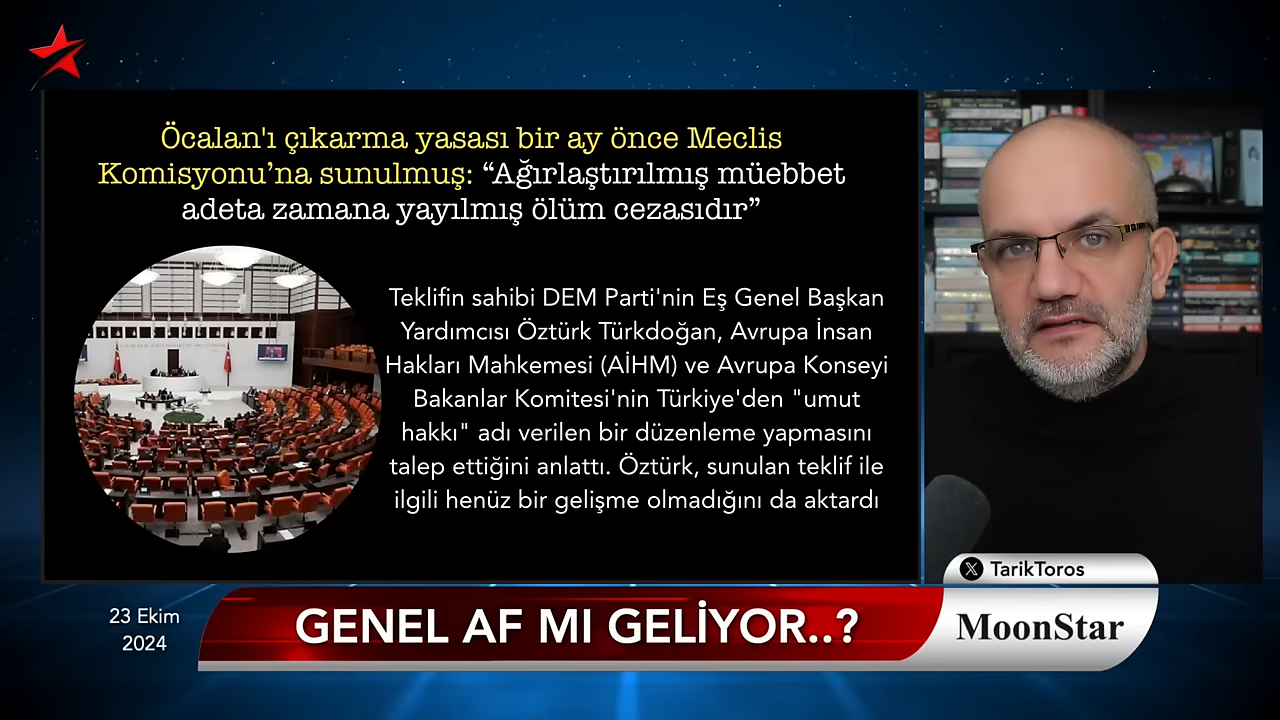 Öcalan'ı çıkarma yasası bir ay önce Meclis
Komisyonu’na sunulmuş: “Ağırlaştırılmış müebbet
adeta zamana yayılmış ölüm cezasıdır”
Teklifin sahibi DEM Parti'nin Eş Genel Başkan
Yardımcısı Öztürk Türkdoğan, Avrupa İnsan
Hakları Mahkemesi (AİHM) ve Avrupa Konseyi
Bakanlar Komitesi'nin Türkiye'den "umut
hakkı" adı verilen bir düzenleme yapmasını
talep ettiğini anlattı. Öztürk, sunulan teklif ile
ilgili henüz bir gelişme olmadığını da aktardı
X TarikToros
23 Ekim
2024
GENEL AF MI GELİYOR..?
MoonStar